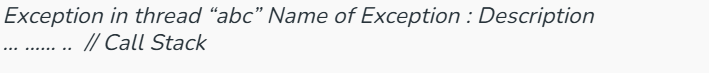 Exception in thread “abc” Name of Exception : Description
... ...... ..  // Call Stack